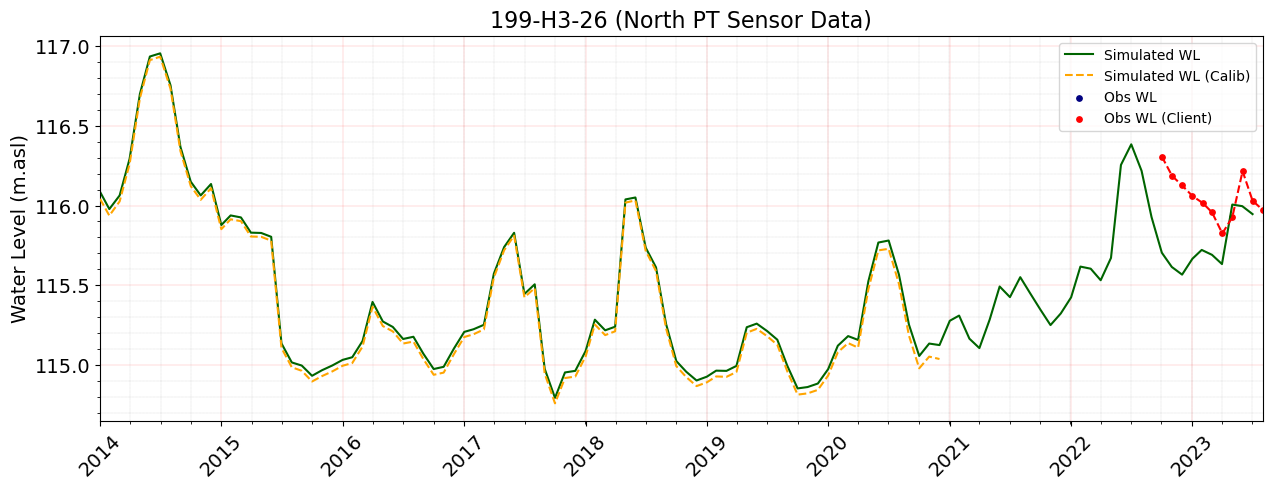 199-H3-26 (North PT Sensor Data)
Water Level (m.asl)
117.0
116.5
116.0
115.5
115.0
Simulated WL
Simulated WL (Calib)
Obs WL
Obs WL (Client)
2014
2015
2016
2017
2018
2019
2020
2021
2022
2023